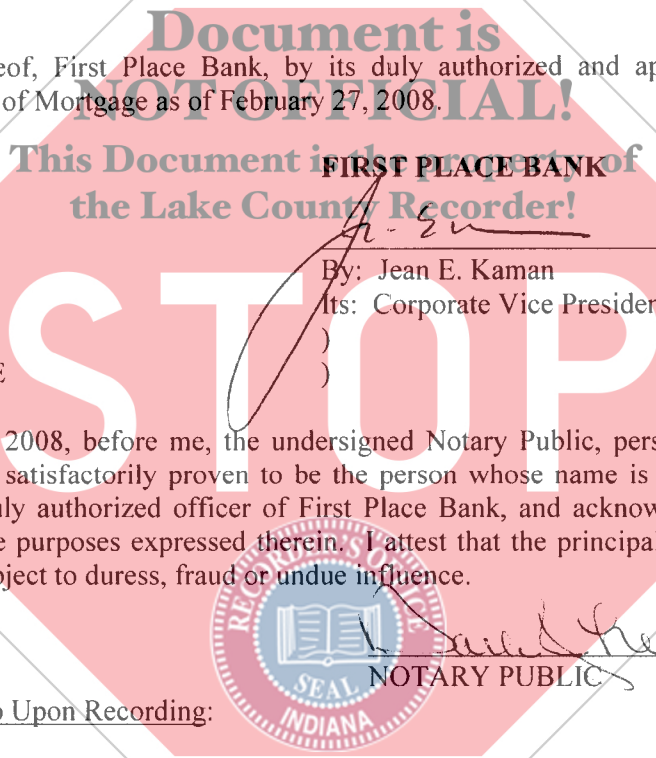 Document is
eof, First Place Bank, by its duly authorized and ap
of Mortgage as of February 27, 2008.
NOT OFFICIAL!
This Document is the property of
FIRST PLACE BANK
the Lake County Recorder!
By: Jean E. Kaman
Its: Corporate Vice Presiden
)
)
E
STOP
2008, before me, the undersigned Notary Public, pers
satisfactorily proven to be the person whose name is
uly authorized officer of First Place Bank, and acknow
e purposes expressed therein. I attest that the principal
bject to duress, fraud or undue influence.
RECORDER'S OFFICE
SEAL
INDIANA
NOTARY PUBLIC
o Upon Recording: